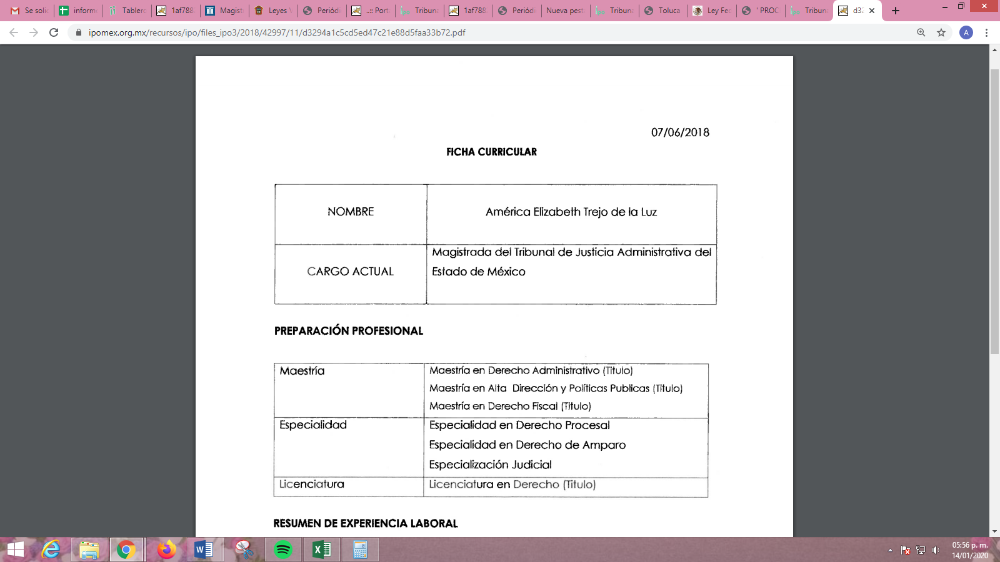 Se solic
informe
Tablero
1af788
Magist
Leyes V
Periódi
..:: Port
Tribuna
1af788
Periódi
Nueva pest
Tribuna
Toluca
Ley Fed
' PROC
Tribuna
d32
ipomex.org.mx/recursos/ipo/files_ipo3/2018/42997/11/d3294a1c5cd5ed47c21e88d5faa33b72.pdf
A
07/06/2018
FICHA CURRICULAR
NOMBRE
América Elizabeth Trejo de la Luz
CARGO ACTUAL
Magistrada del Tribunal de Justicia Administrativa del
Estado de México
PREPARACIÓN PROFESIONAL
Maestría
Maestría en Derecho Administrativo (Titulo)
Maestría en Alta Dirección y Políticas Publicas (Titulo)
Maestría en Derecho Fiscal (Titulo)
Especialidad
Especialidad en Derecho Procesal
Especialidad en Derecho de Amparo
Especialización Judicial
Licenciatura
Licenciatura en Derecho (Titulo)
RESUMEN DE EXPERIENCIA LABORAL
05:56 p. m.
14/01/2020